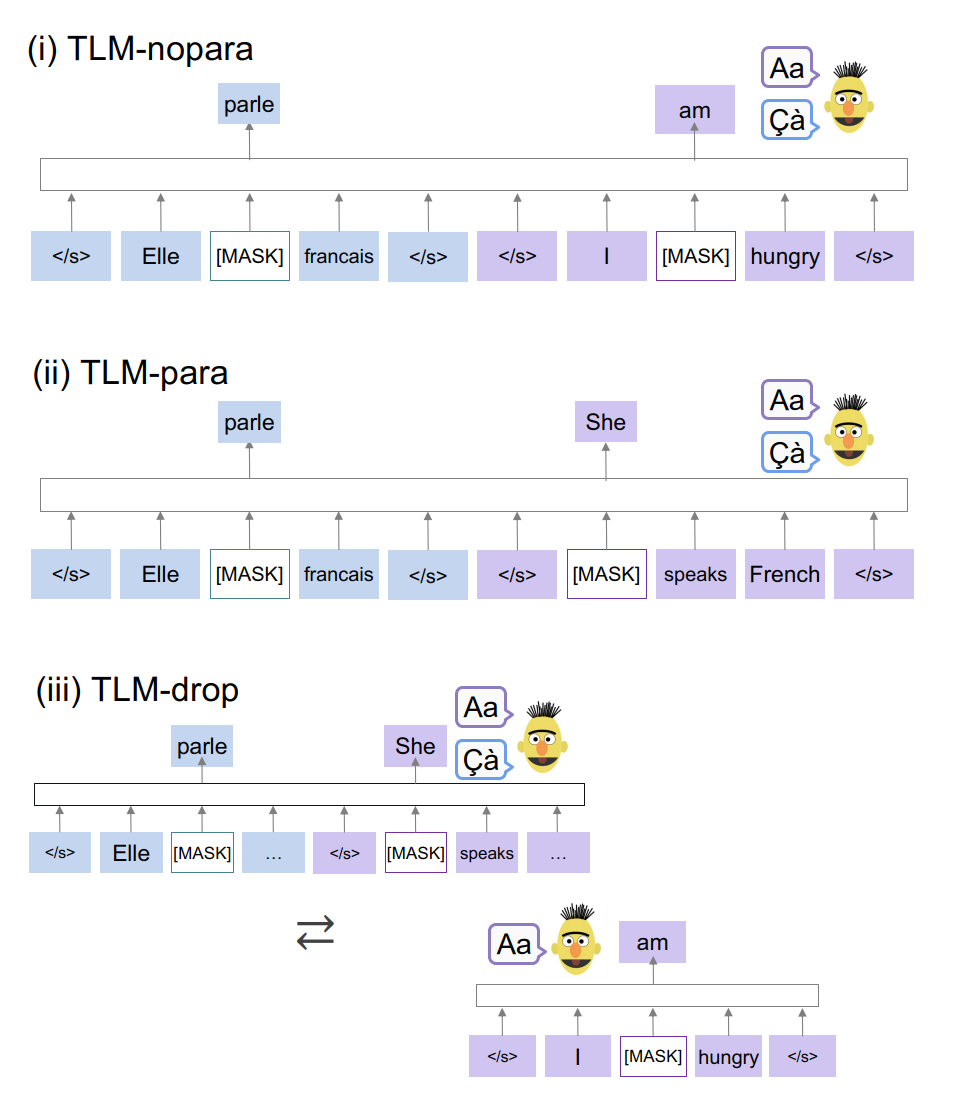 (i) TLM-nopara
Aa
parle
am
Çà
</s> Elle [MASK] francais </s> </s> I [MASK] hungry </s>
(ii) TLM-para
Aa
parle
She
Çà
</s> Elle [MASK] francais </s> </s> [MASK] speaks French </s>
(iii) TLM-drop
Aa
parle
She
Çà
</s> Elle [MASK] ... </s> [MASK] speaks ...
Aa
am
</s> I [MASK] hungry </s>